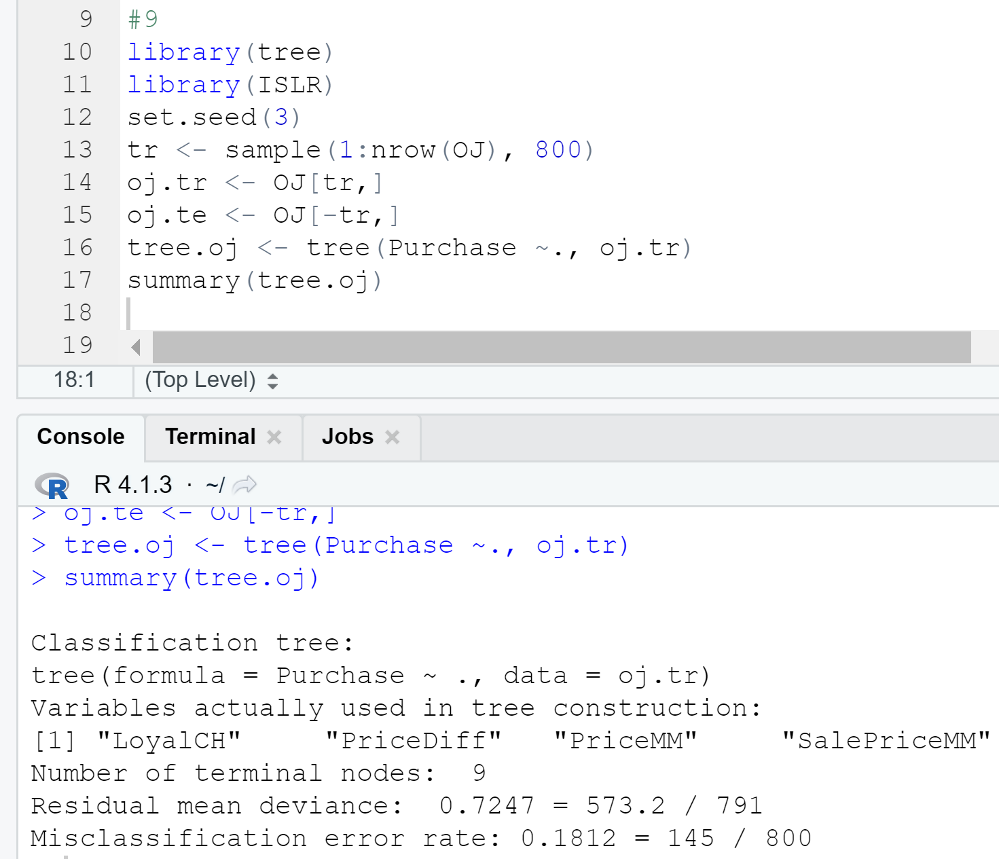 9 #9
10 library(tree)
11 library(ISLR)
12 set.seed(3)
13 tr <- sample(1:nrow(OJ), 800)
14 oj.tr <- OJ[tr,]
15 oj.te <- OJ[-tr,]
16 tree.oj <- tree(Purchase ~., oj.tr)
17 summary(tree.oj)
18
19
18:1 (Top Level)
Console Terminal Jobs
R R 4.1.3 · ~/
> oj.te <- OJ[-tr,]
> tree.oj <- tree(Purchase ~., oj.tr)
> summary(tree.oj)
Classification tree:
tree(formula = Purchase ~ ., data = oj.tr)
Variables actually used in tree construction:
[1] "LoyalCH" "PriceDiff" "PriceMM" "SalePriceMM"
Number of terminal nodes: 9
Residual mean deviance: 0.7247 = 573.2 / 791
Misclassification error rate: 0.1812 = 145 / 800